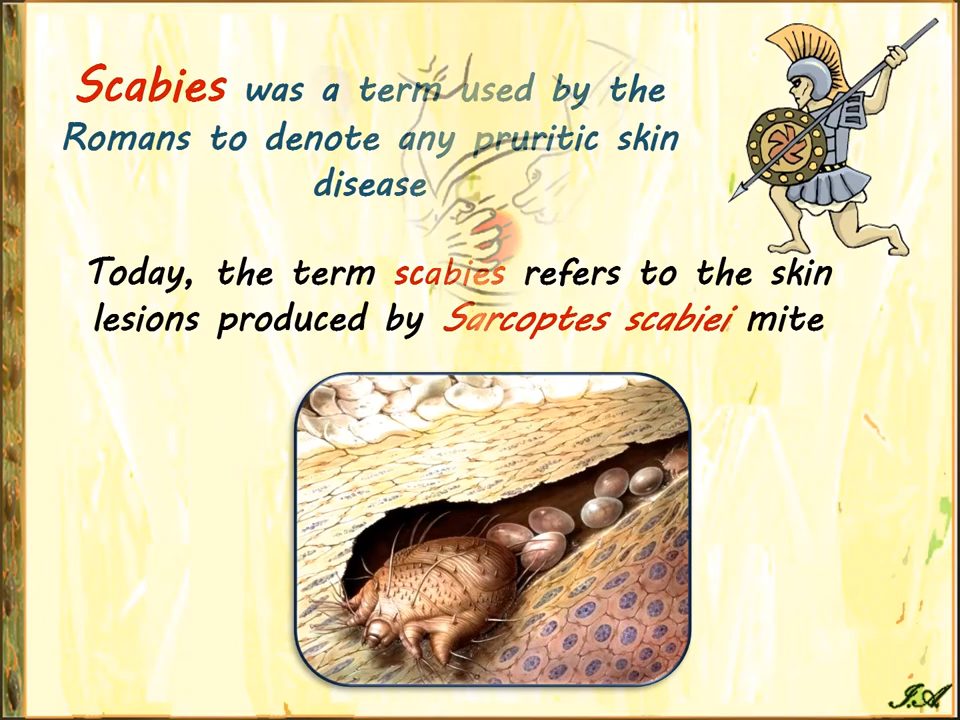 Scabies was a term used by the
Romans to denote any pruritic skin
disease
Today, the term scabies refers to the skin
lesions produced by Sarcoptes scabiei mite
J.A.